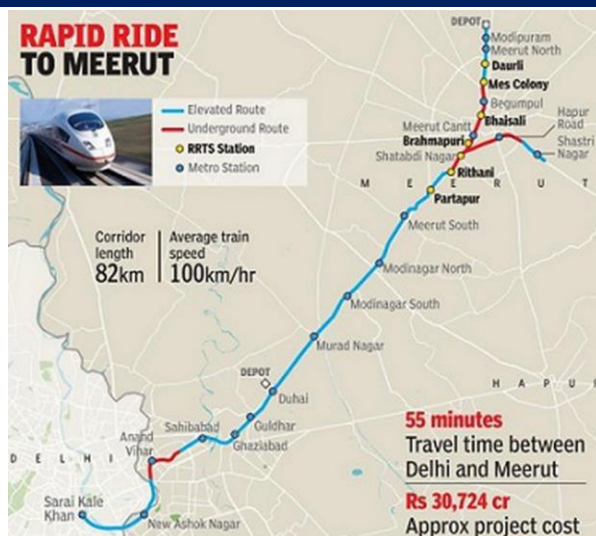 RAPID RIDE
TO MEERUT
Elevated Route
Underground Route
RRTS Station
Metro Station
Corridor
length
82km
Average train
speed
100km/hr
DEPOT
Modipuram
Meerut North
Daurli
Mes Colony
Begumpul
Bhaisali
Meerut Cantt
Brahmapuri
Hapur
Road
Shatabdi Nagar
Shastri
Nagar
Rithani
MEERUT
Partapur
Meerut South
Modinagar North
Modinagar South
Murad Nagar
DEPOT
Duhai
HAPUR
Guldhar
Sahibabad
Ghaziabad
Anand
Vihar
DELHI
Sarai Kale
Khan
New Ashok Nagar
55 minutes
Travel time between
Delhi and Meerut
Rs 30,724 cr
Approx project cost